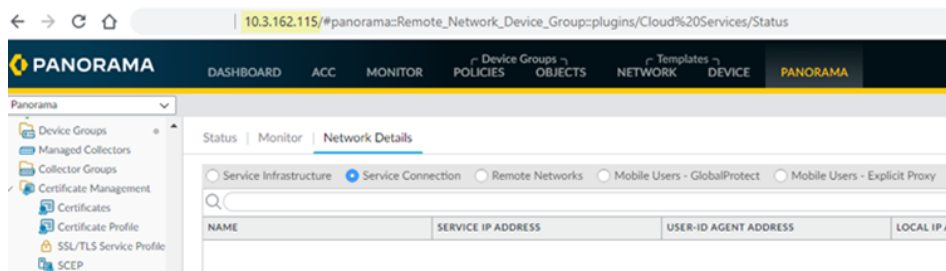 10.3.162.115/#panorama::Remote_Network_Device_Group::plugins/Cloud%20Services/Status
PANORAMA
DASHBOARD ACC MONITOR
Device Groups
POLICIES OBJECTS
Templates
NETWORK DEVICE
PANORAMA
Panorama
Device Groups
Managed Collectors
Collector Groups
Certificate Management
Certificates
Certificate Profile
SSL/TLS Service Profile
SCEP
Status | Monitor | Network Details
Service Infrastructure Service Connection Remote Networks Mobile Users - GlobalProtect Mobile Users - Explicit Proxy
NAME SERVICE IP ADDRESS USER-ID AGENT ADDRESS LOCAL IP